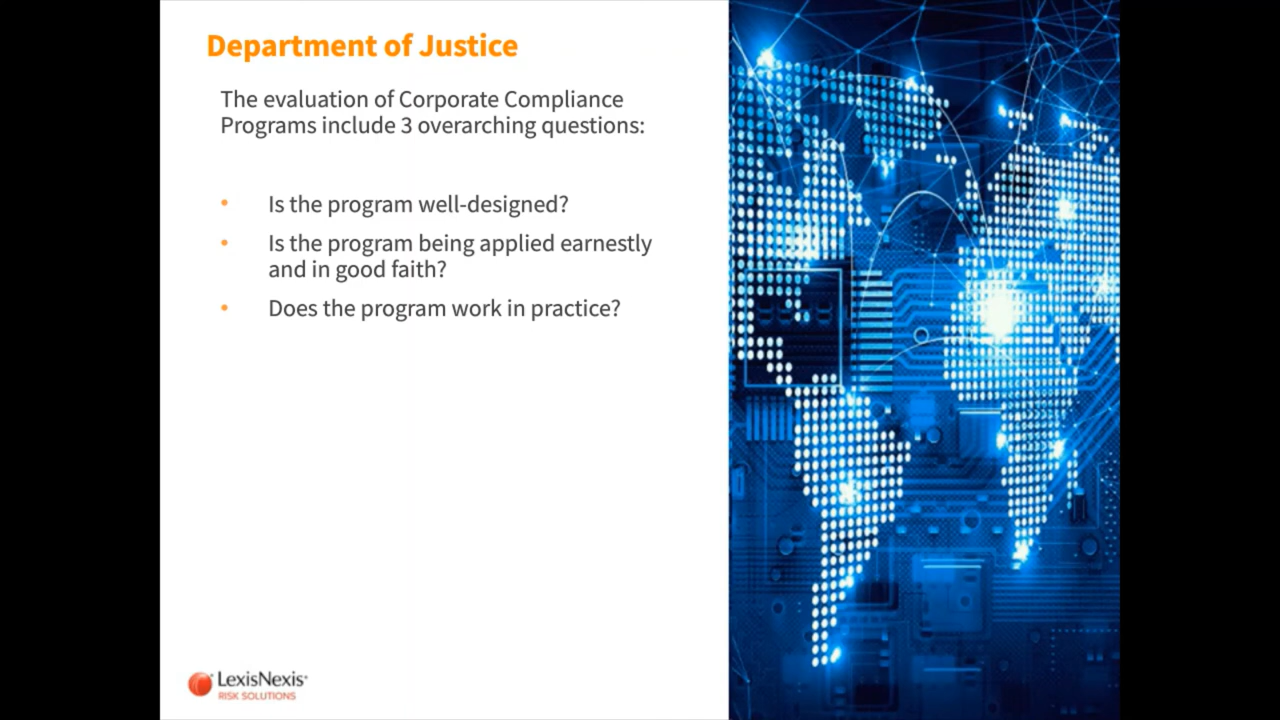 Department of Justice
The evaluation of Corporate Compliance
Programs include 3 overarching questions:
• Is the program well-designed?
• Is the program being applied earnestly
and in good faith?
• Does the program work in practice?
LexisNexis
RISK SOLUTIONS